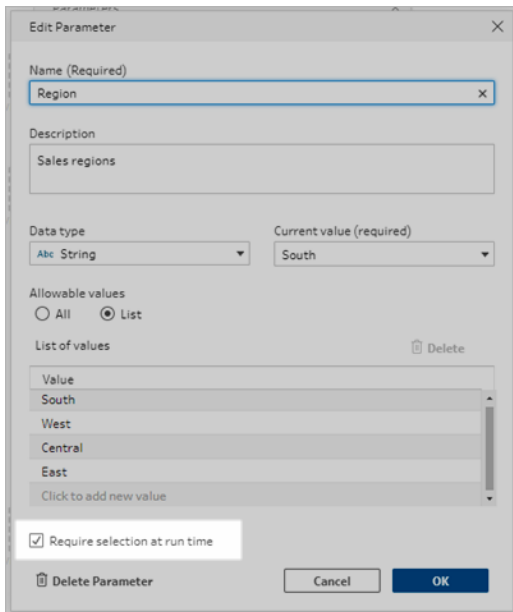 Parameters
Edit Parameter
Name (Required)
Region
Description
Sales regions
Data type
Current value (required)
Abc String
South
Allowable values
All
List
List of values
Delete
Value
South
West
Central
East
Click to add new value
Require selection at run time
Delete Parameter
Cancel
OK